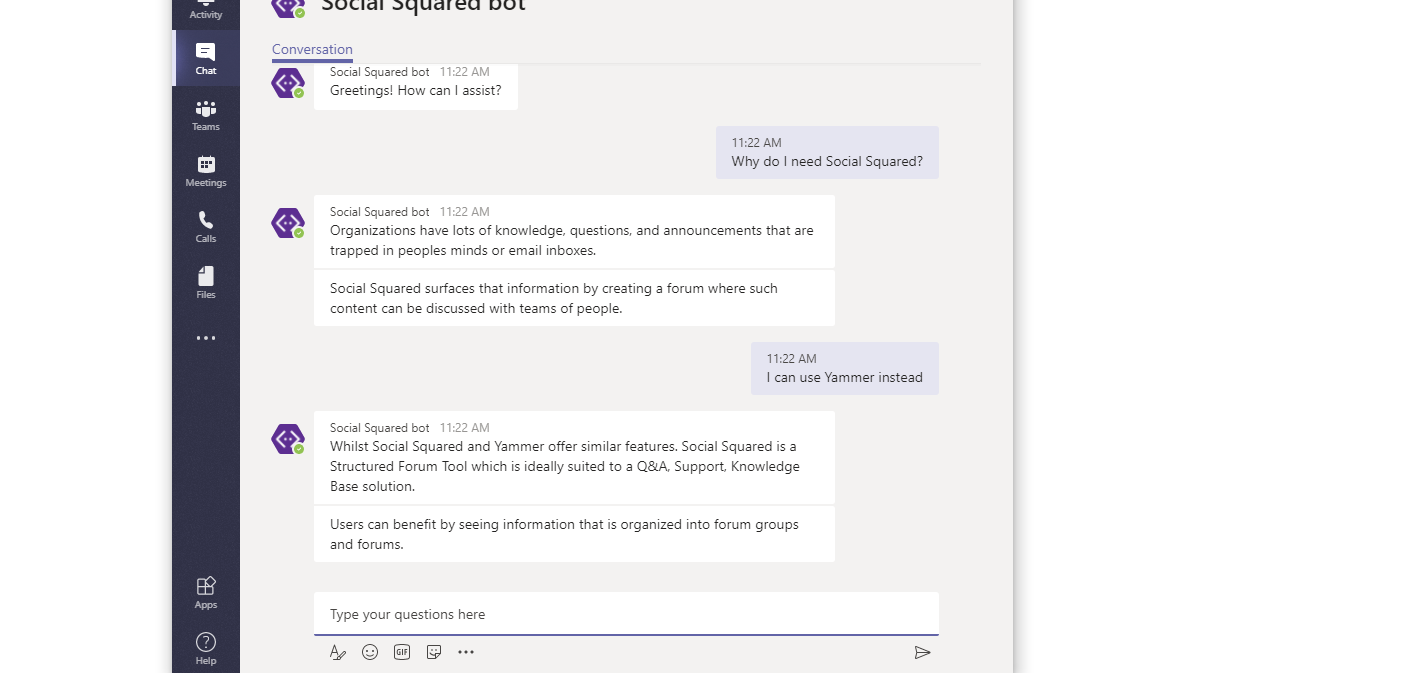 Social Squared bot
Activity
Chat
Teams
Meetings
Calls
Files
Apps
Help
Conversation
Social Squared bot 11:22 AM
Greetings! How can I assist?
11:22 AM
Why do I need Social Squared?
Social Squared bot 11:22 AM
Organizations have lots of knowledge, questions, and announcements that are
trapped in peoples minds or email inboxes.
Social Squared surfaces that information by creating a forum where such
content can be discussed with teams of people.
11:22 AM
I can use Yammer instead
Social Squared bot 11:22 AM
Whilst Social Squared and Yammer offer similar features. Social Squared is a
Structured Forum Tool which is ideally suited to a Q&A, Support, Knowledge
Base solution.
Users can benefit by seeing information that is organized into forum groups
and forums.
Type your questions here
GIF